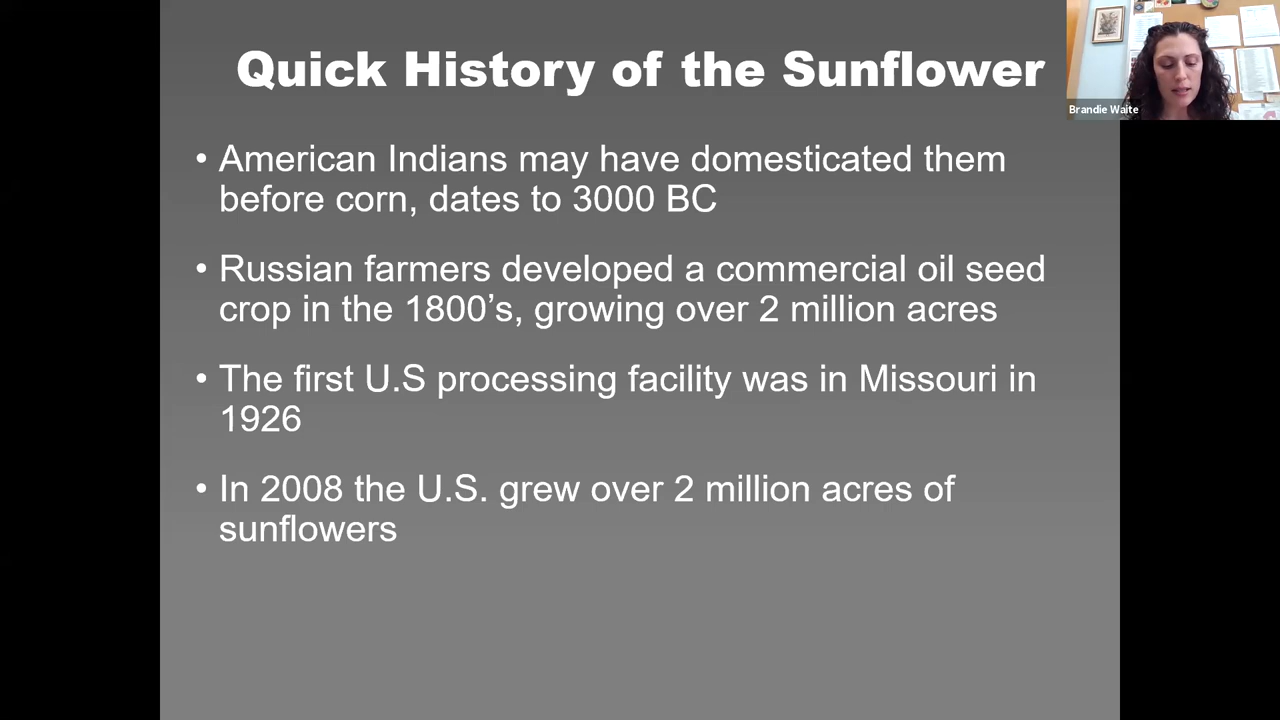 Quick History of the Sunflower
Brandie Waite
• American Indians may have domesticated them
before corn, dates to 3000 BC
• Russian farmers developed a commercial oil seed
crop in the 1800’s, growing over 2 million acres
• The first U.S processing facility was in Missouri in
1926
• In 2008 the U.S. grew over 2 million acres of
sunflowers